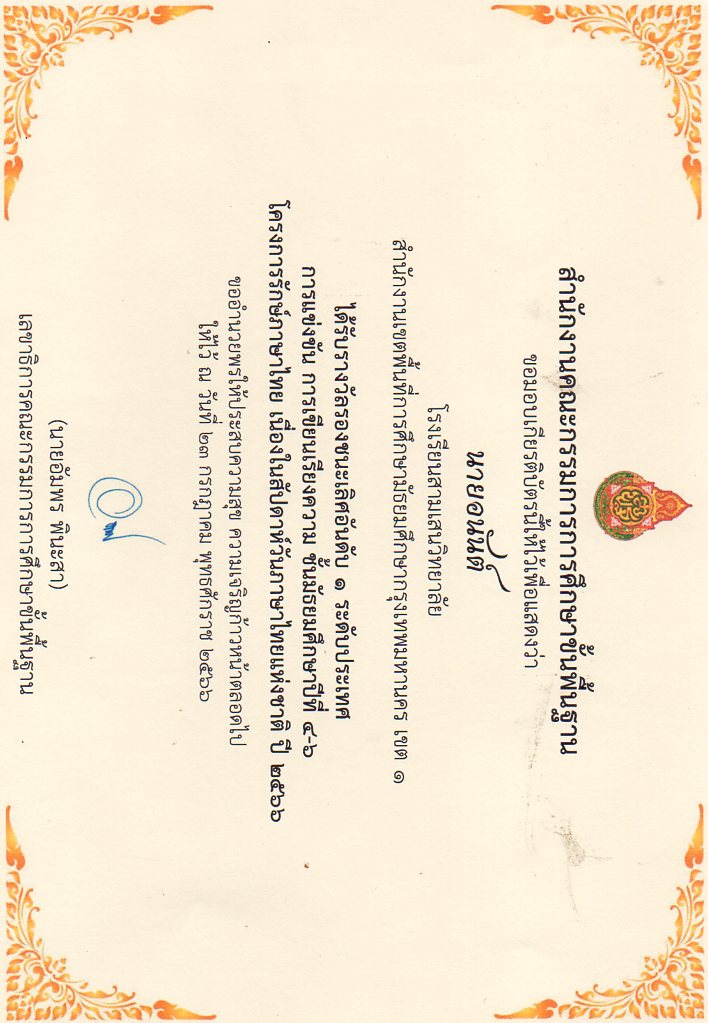 สำนักงานคณะกรรมการการศึกษาขั้นพื้นฐาน
ขอมอบเกียรติบัตรนี้ให้ไว้เพื่อแสดงว่า
นายอนันต์
โรงเรียนสามเสนวิทยาลัย
สำนักงานเขตพื้นที่การศึกษามัธยมศึกษากรุงเทพมหานคร เขต ๑
ได้รับรางวัลรองชนะเลิศอันดับ ๑ ระดับประเทศ
การแข่งขัน การเขียนเรียงความ ชั้นมัธยมศึกษาปีที่ ๔-๖
โครงการรักษ์ภาษาไทย เนื่องในสัปดาห์วันภาษาไทยแห่งชาติ ปี ๒๕๖๖
ขออำนวยพรให้ประสบความสุข ความเจริญก้าวหน้าตลอดไป
ให้ไว้ ณ วันที่ ๒๓ กรกฎาคม พุทธศักราช ๒๕๖๖
(นายอัมพร พินะสา)
เลขาธิการคณะกรรมการการศึกษาขั้นพื้นฐาน